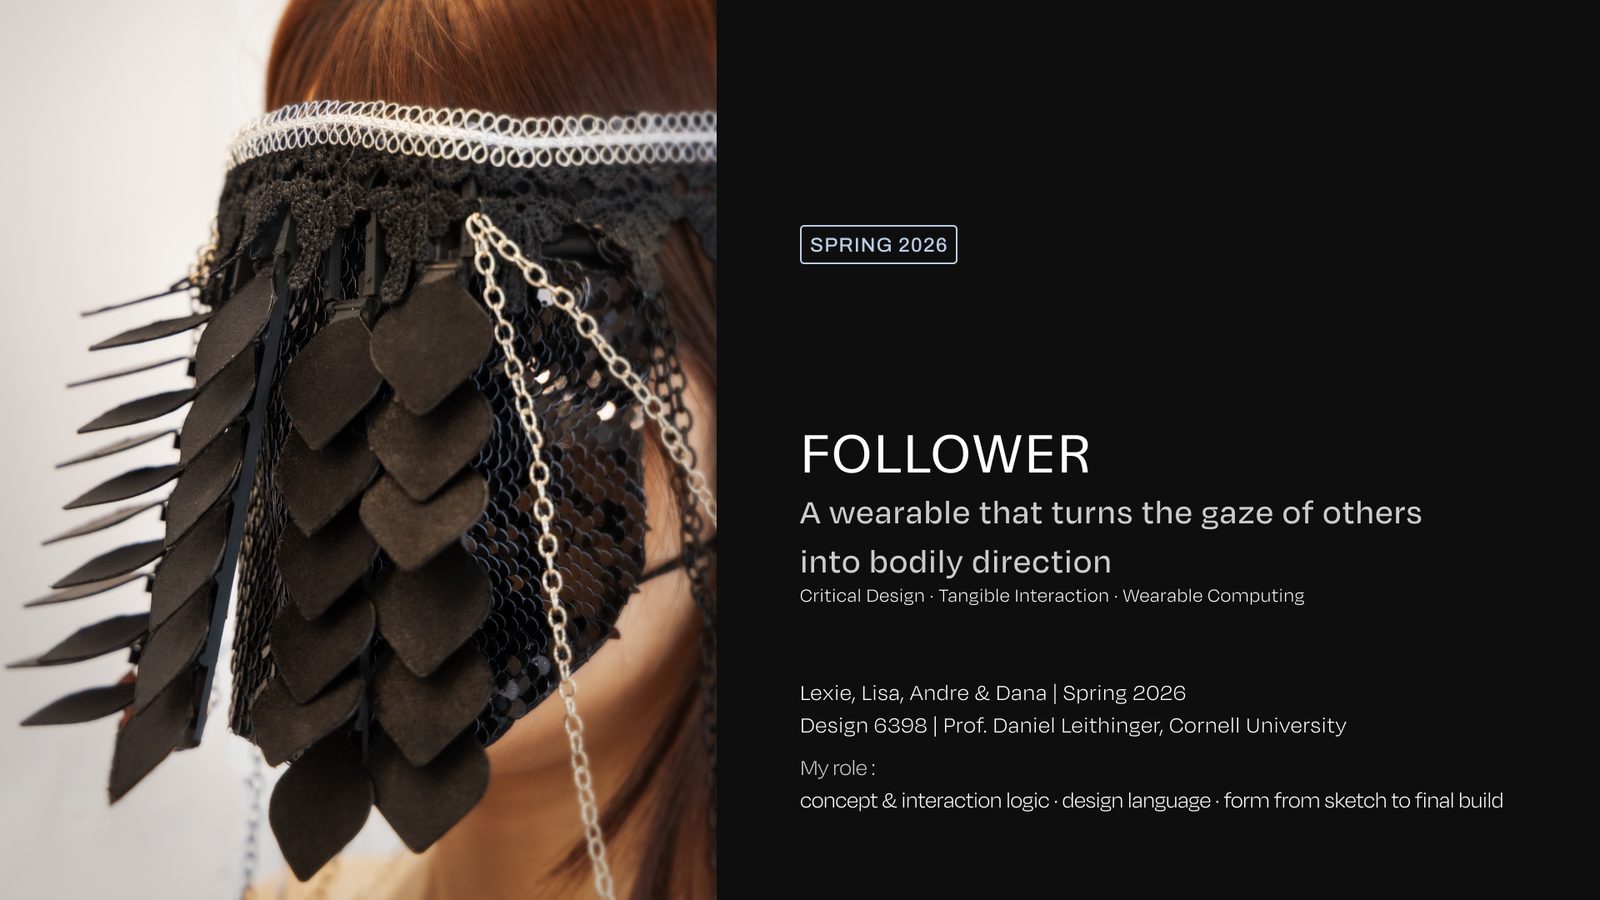 SPRING 2026
FOLLOWER
A wearable that turns the gaze of others
into bodily direction
Critical Design · Tangible Interaction · Wearable Computing
Lexie, Lisa, Andre & Dana | Spring 2026
Design 6398 | Prof. Daniel Leithinger, Cornell University
My role :
concept & interaction logic · design language · form from sketch to final build